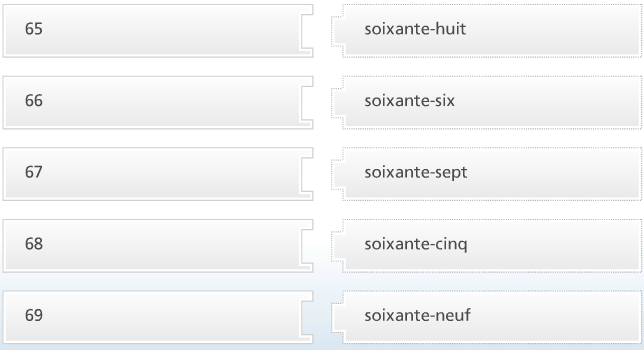 65 soixante-huit
66 soixante-six
67 soixante-sept
68 soixante-cinq
69 soixante-neuf